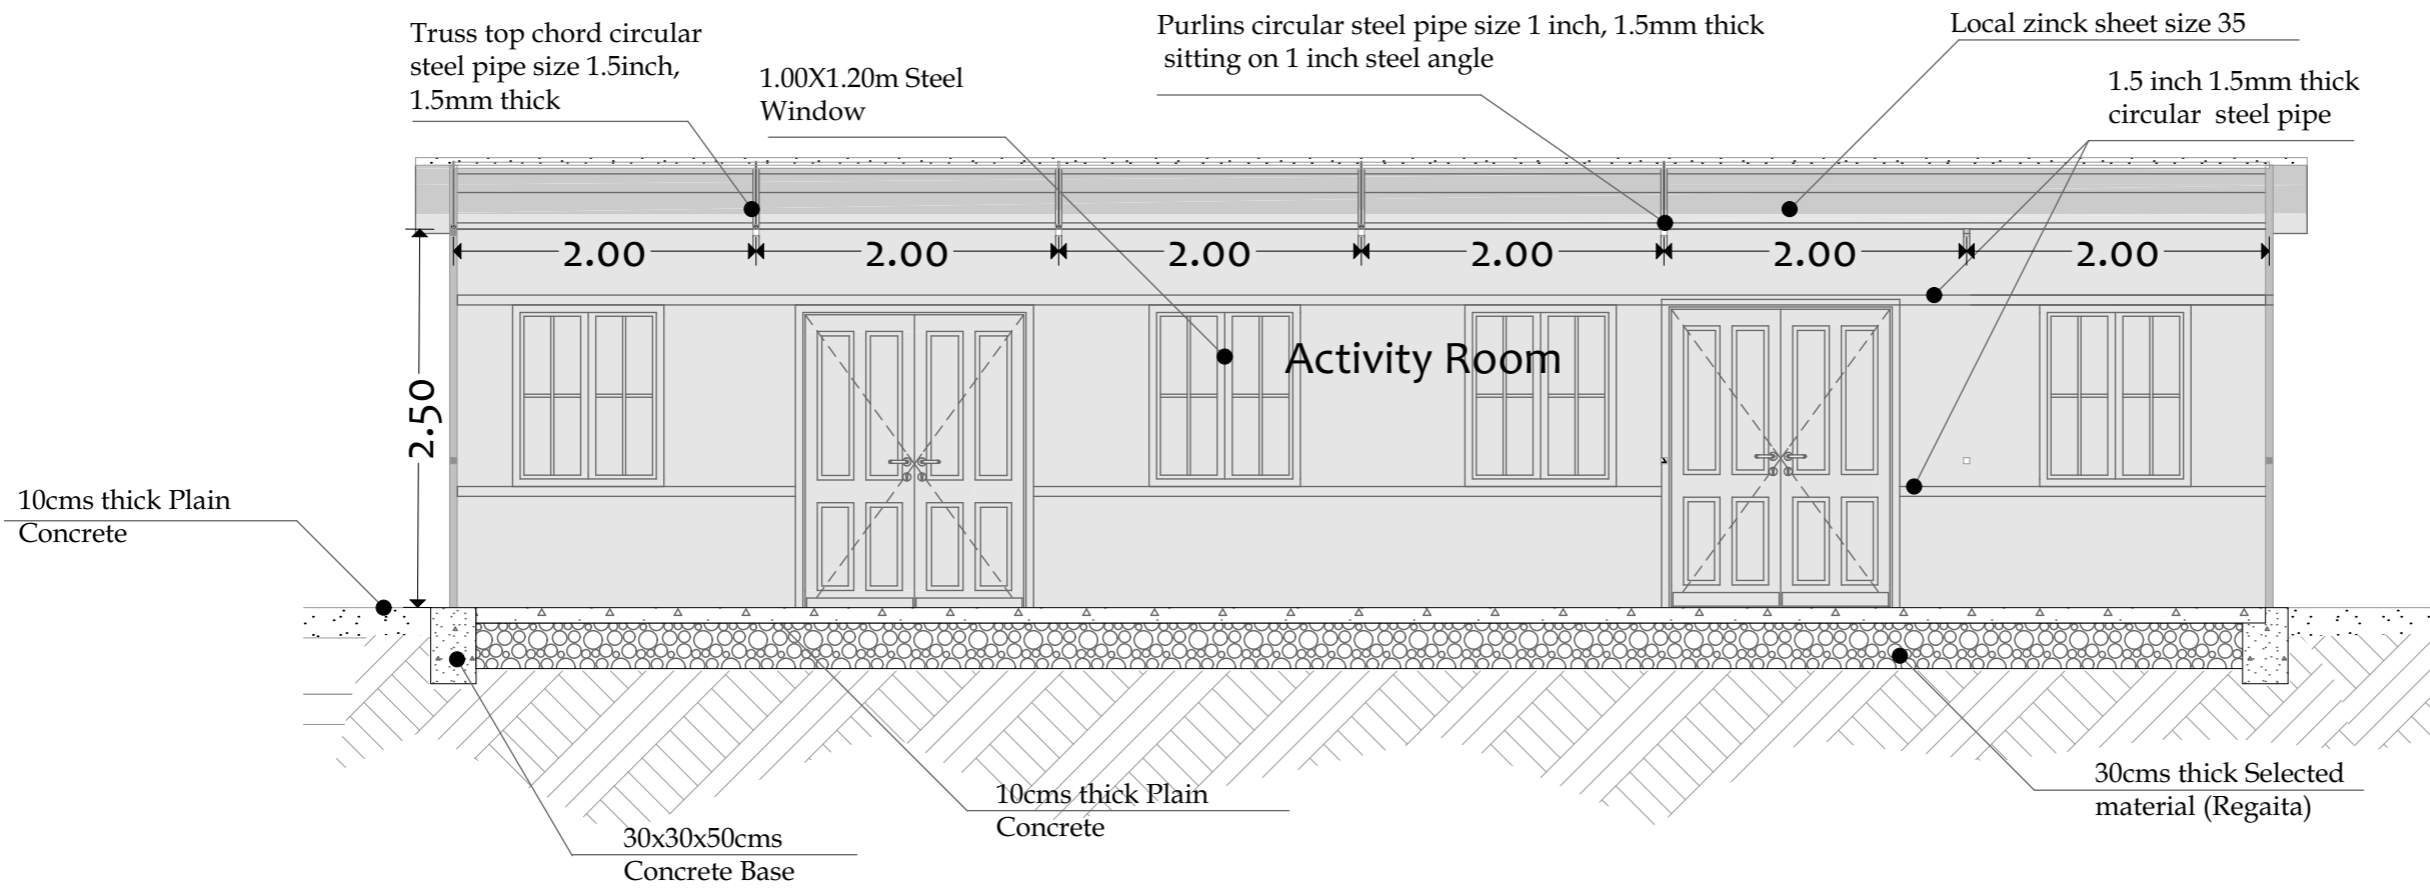 Truss top chord circular
steel pipe size 1.5inch,
1.5mm thick
1.00X1.20m Steel
Window
Purlins circular steel pipe size 1 inch, 1.5mm thick
sitting on 1 inch steel angle
Local zinck sheet size 35
1.5 inch 1.5mm thick
circular steel pipe
2.00 2.00 2.00 2.00 2.00 2.00
2.50
Activity Room
10cms thick Plain
Concrete
30x30x50cms
Concrete Base
10cms thick Plain
Concrete
30cms thick Selected
material (Regaita)